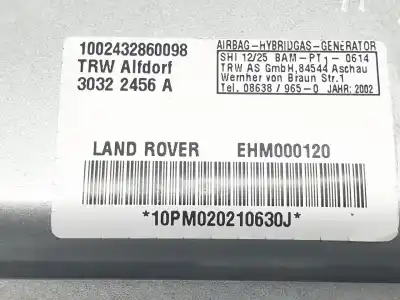 1002432860098
TRW Alfdorf
3032 2456 A
AIRBAG-HYBRIDGAS-GENERATOR
SHI 12/25 BAM-PT1-0614
TRW AS GmbH,84544 Aschau
Wernher von Braun Str.1
Tel. 08638/ 965-0 JAHR: 2002
LAND ROVER EHM000120
*10PM020210630J*